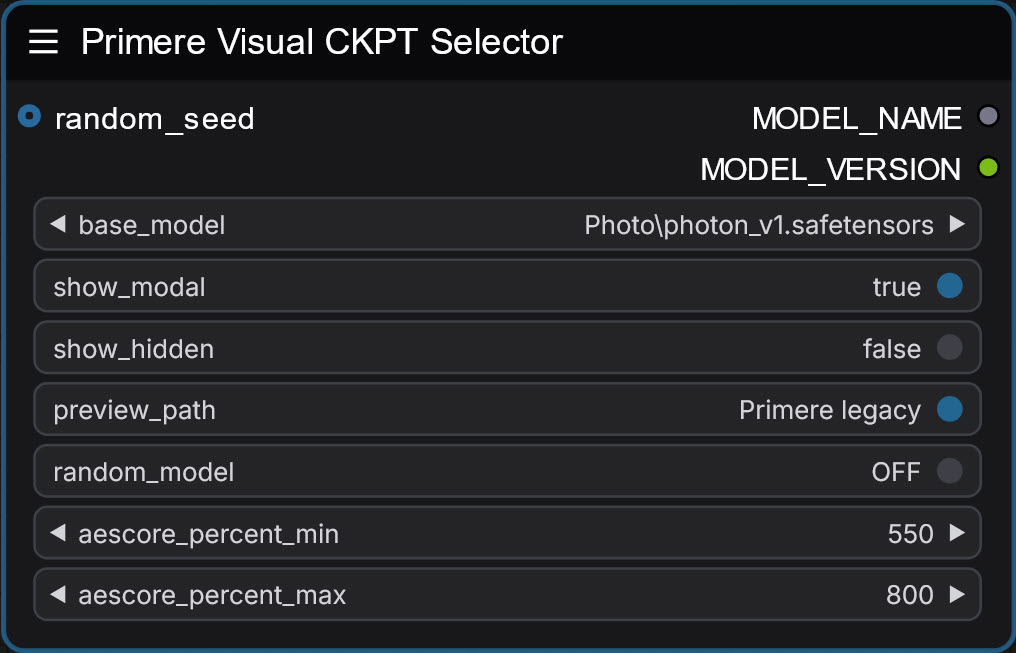 Primere Visual CKPT Selector
random_seed
MODEL_NAME
MODEL_VERSION
base_model Photo\photon_v1.safetensors
show_modal true
show_hidden false
preview_path Primere legacy
random_model OFF
aescore_percent_min 550
aescore_percent_max 800